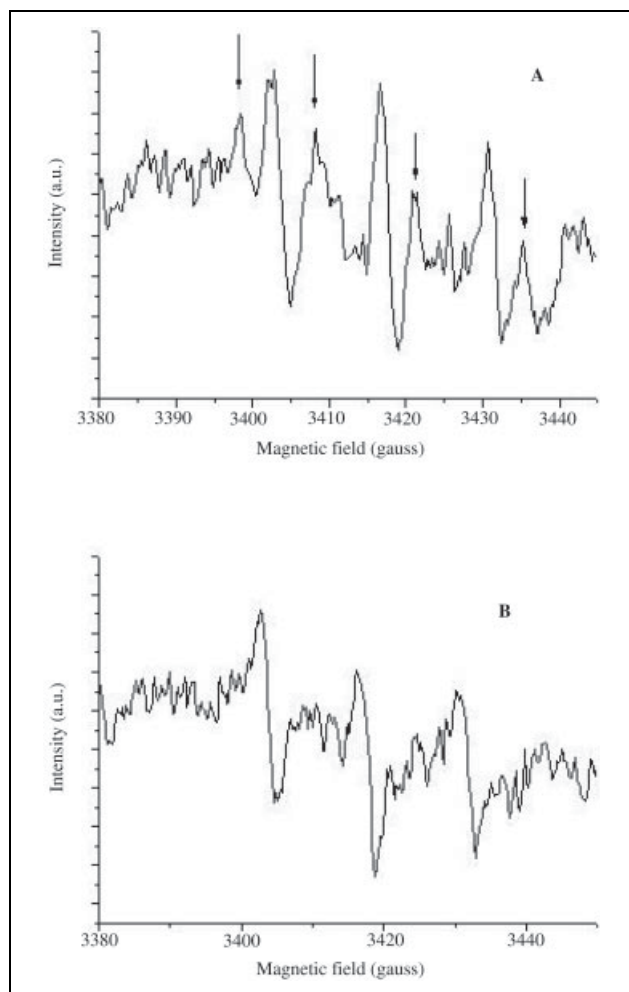 A
Intensity (a.u.)
3380 3390 3400 3410 3420 3430 3440
Magnetic field (gauss)
B
Intensity (a.u.)
3380 3400 3420 3440
Magnetic field (gauss)